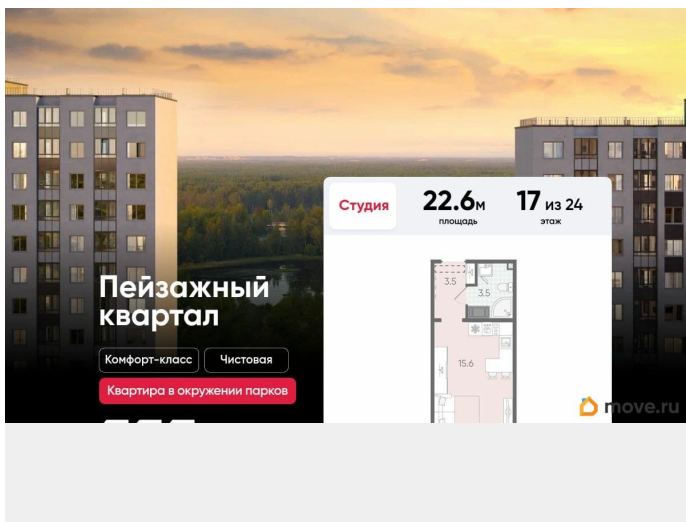 Студия
22.6м
площадь
17 из 24
этаж
3.5
3.5
15.6
Пейзажный
квартал
Комфорт-класс
Чистовая
Квартира в окружении парков
move.ru